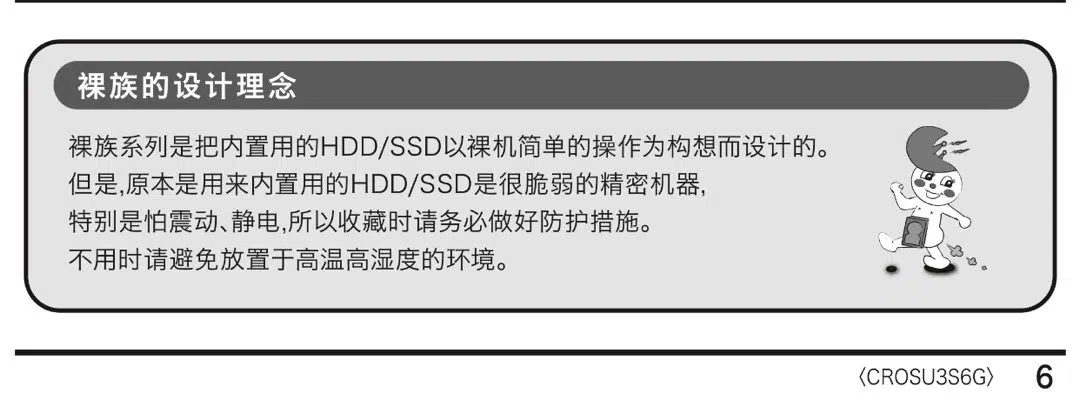 裸族的设计理念
裸族系列是把内置用的HDD/SSD以裸机简单的操作为构想而设计的。
但是,原本是用来内置用的HDD/SSD是很脆弱的精密机器,
特别是怕震动、静电,所以收藏时请务必做好防护措施。
不用时请避免放置于高温高湿度的环境。
〈CROSU3S6G〉 6